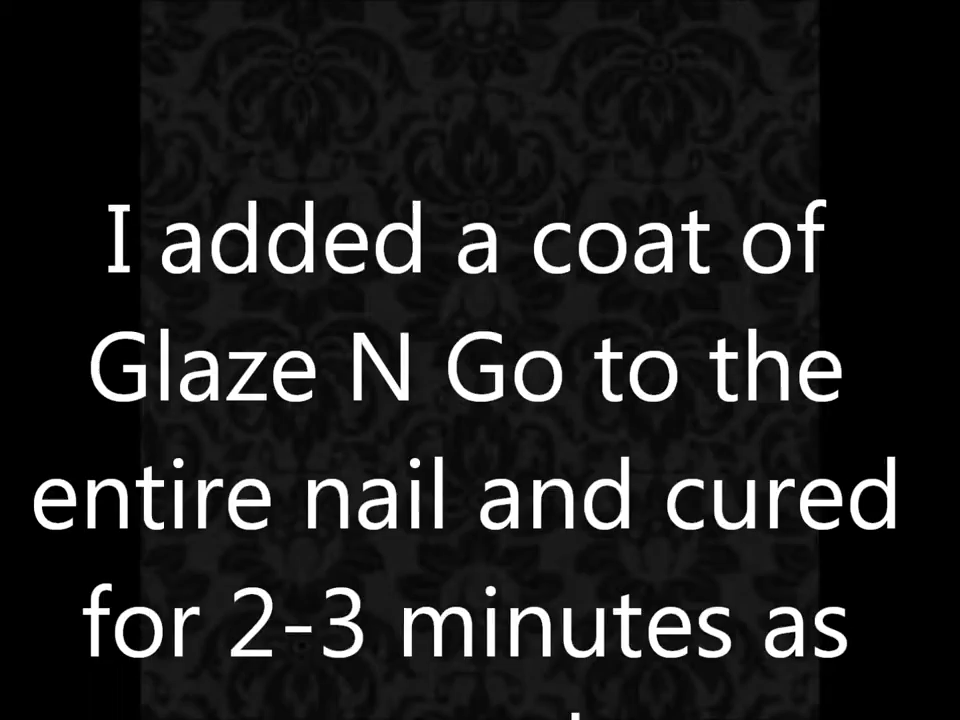 I added a coat of
Glaze N Go to the
entire nail and cured
for 2-3 minutes as